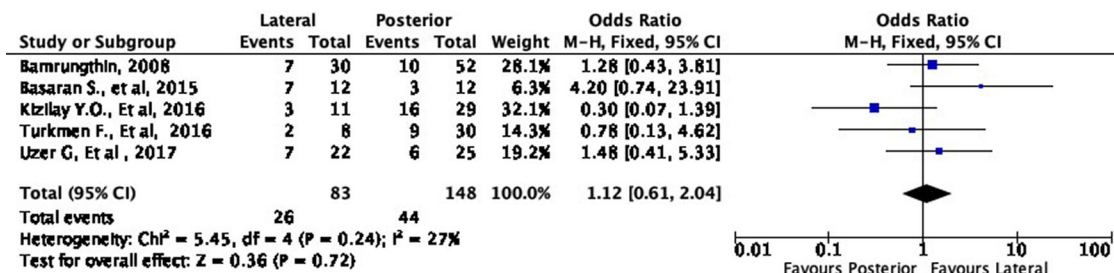 Lateral Posterior Odds Ratio Odds Ratio
Study or Subgroup Events Total Events Total Weight M-H, Fixed, 95% CI M-H, Fixed, 95% CI
Bamrungthin, 2008 7 30 10 52 28.1% 1.28 [0.43, 3.81]
Basaran S., et al, 2015 7 12 3 12 6.3% 4.20 [0.74, 23.91]
Kizilay Y.O., Et al, 2016 3 11 16 29 32.1% 0.30 [0.07, 1.39]
Turkmen F., Et al, 2016 2 8 9 30 14.3% 0.78 [0.13, 4.62]
Uzer G, Et al , 2017 7 22 6 25 19.2% 1.48 [0.41, 5.33]
Total (95% CI) 83 148 100.0% 1.12 [0.61, 2.04]
Total events 26 44
Heterogeneity: Chi² = 5.45, df = 4 (P = 0.24); I² = 27%
Test for overall effect: Z = 0.36 (P = 0.72)
0.01 0.1 1 10 100
Favours Posterior Favours Lateral